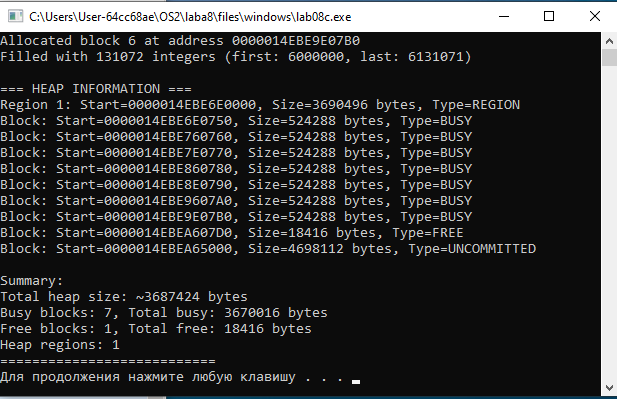 C:\Users\User-64cc68ae\OS2\laba8\files\windows\lab08c.exe
Allocated block 6 at address 0000014EBE9E07B0
Filled with 131072 integers (first: 6000000, last: 6131071)
=== HEAP INFORMATION ===
Region 1: Start=0000014EBE6E0000, Size=3690496 bytes, Type=REGION
Block: Start=0000014EBE6E0750, Size=524288 bytes, Type=BUSY
Block: Start=0000014EBE760760, Size=524288 bytes, Type=BUSY
Block: Start=0000014EBE7E0770, Size=524288 bytes, Type=BUSY
Block: Start=0000014EBE860780, Size=524288 bytes, Type=BUSY
Block: Start=0000014EBE8E0790, Size=524288 bytes, Type=BUSY
Block: Start=0000014EBE9607A0, Size=524288 bytes, Type=BUSY
Block: Start=0000014EBE9E07B0, Size=524288 bytes, Type=BUSY
Block: Start=0000014EBEA607D0, Size=18416 bytes, Type=FREE
Block: Start=0000014EBEA65000, Size=4698112 bytes, Type=UNCOMMITTED
Summary:
Total heap size: ~3687424 bytes
Busy blocks: 7, Total busy: 3670016 bytes
Free blocks: 1, Total free: 18416 bytes
Heap regions: 1
===========================
Для продолжения нажмите любую клавишу . . .